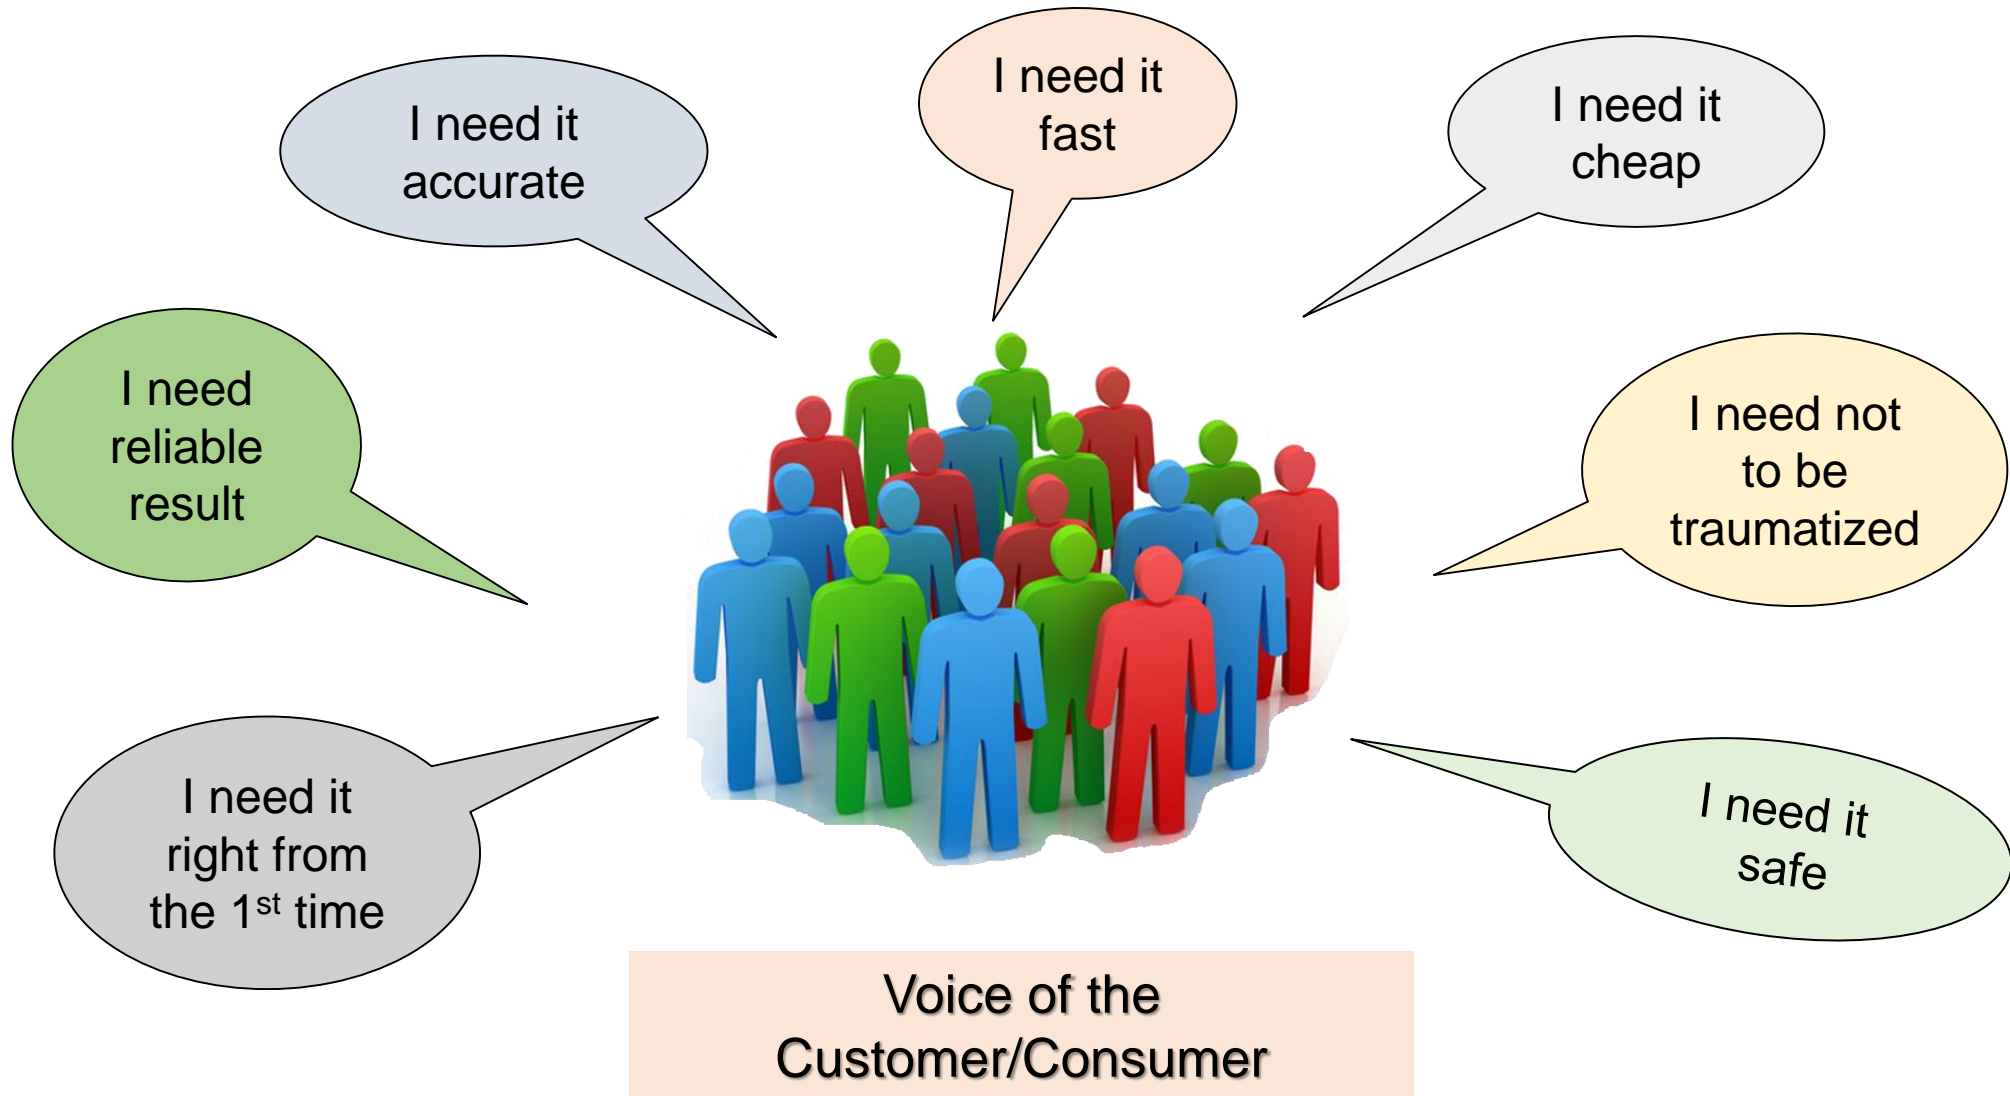 I need it
accurate
I need it
fast
I need it
cheap
I need
reliable
result
I need not
to be
traumatized
I need it
right from
the 1st time
I need it
safe
Voice of the
Customer/Consumer